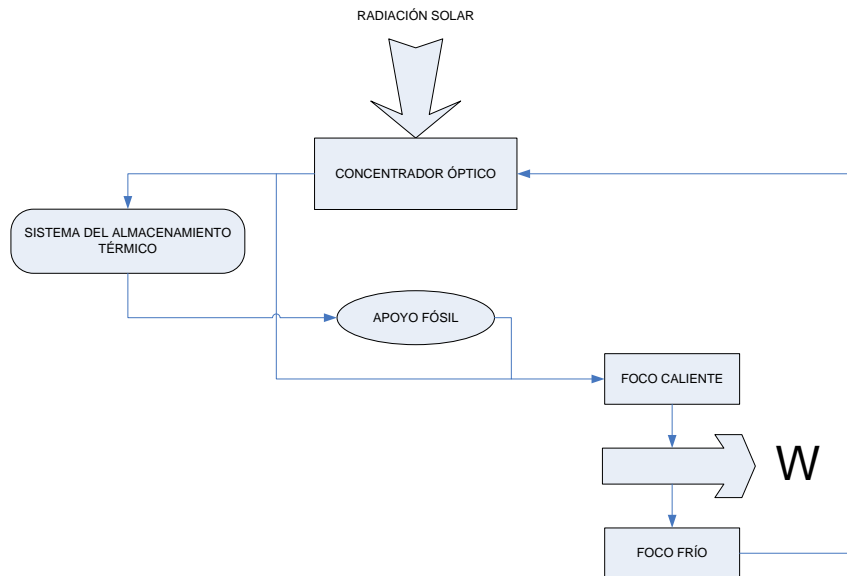 RADIACIÓN SOLAR
CONCENTRADOR ÓPTICO
SISTEMA DEL ALMACENAMIENTO
TÉRMICO
APOYO FÓSIL
FOCO CALIENTE
W
FOCO FRÍO